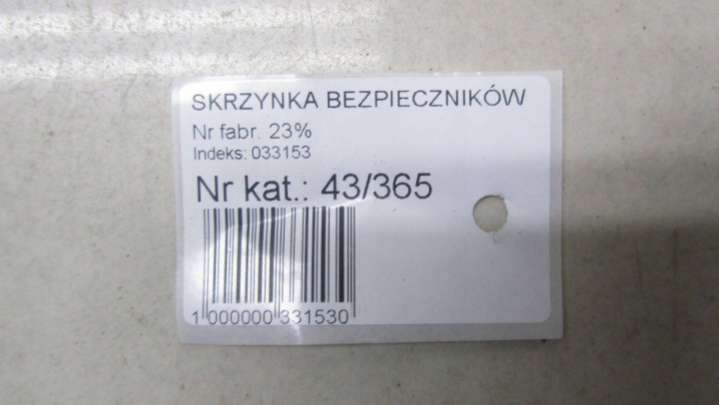 SKRZYNKA BEZPIECZNIKÓW
Nr fabr. 23%
Indeks: 033153
Nr kat.: 43/365
1 000000 331530